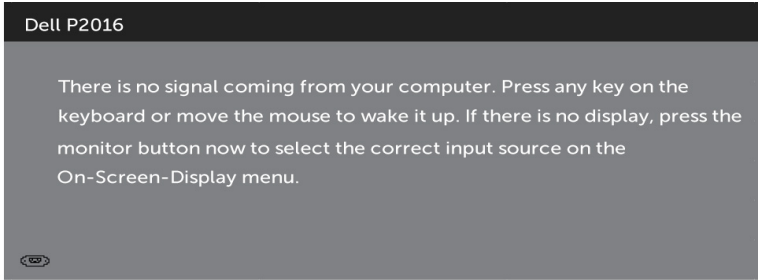 Dell P2016
There is no signal coming from your computer. Press any key on the
keyboard or move the mouse to wake it up. If there is no display, press the
monitor button now to select the correct input source on the
On-Screen-Display menu.